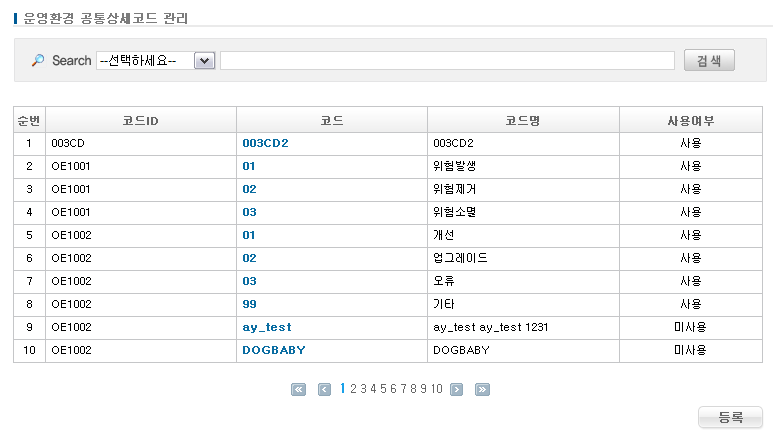 운영환경 공통상세코드 관리
Search --선택하세요-- 검색
순번 코드ID 코드 코드명 사용여부
1 003CD 003CD2 003CD2 사용
2 OE1001 01 위험발생 사용
3 OE1001 02 위험제거 사용
4 OE1001 03 위험소멸 사용
5 OE1002 01 개선 사용
6 OE1002 02 업그레이드 사용
7 OE1002 03 오류 사용
8 OE1002 99 기타 사용
9 OE1002 ay_test ay_test ay_test 1231 미사용
10 OE1002 DOGBABY DOGBABY 미사용
1 2 3 4 5 6 7 8 9 10
등록